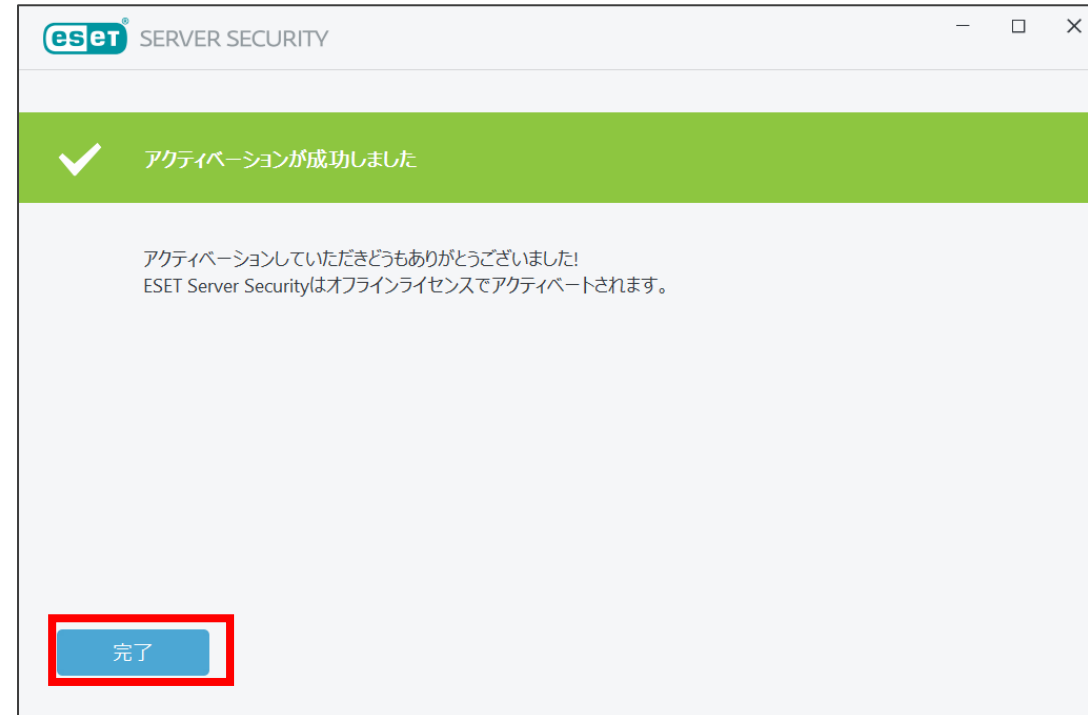 eset® SERVER SECURITY
アクティベーションが成功しました
アクティベーションしていただきどうもありがとうございました!
ESET Server Securityはオフラインライセンスでアクティベートされます。
完了